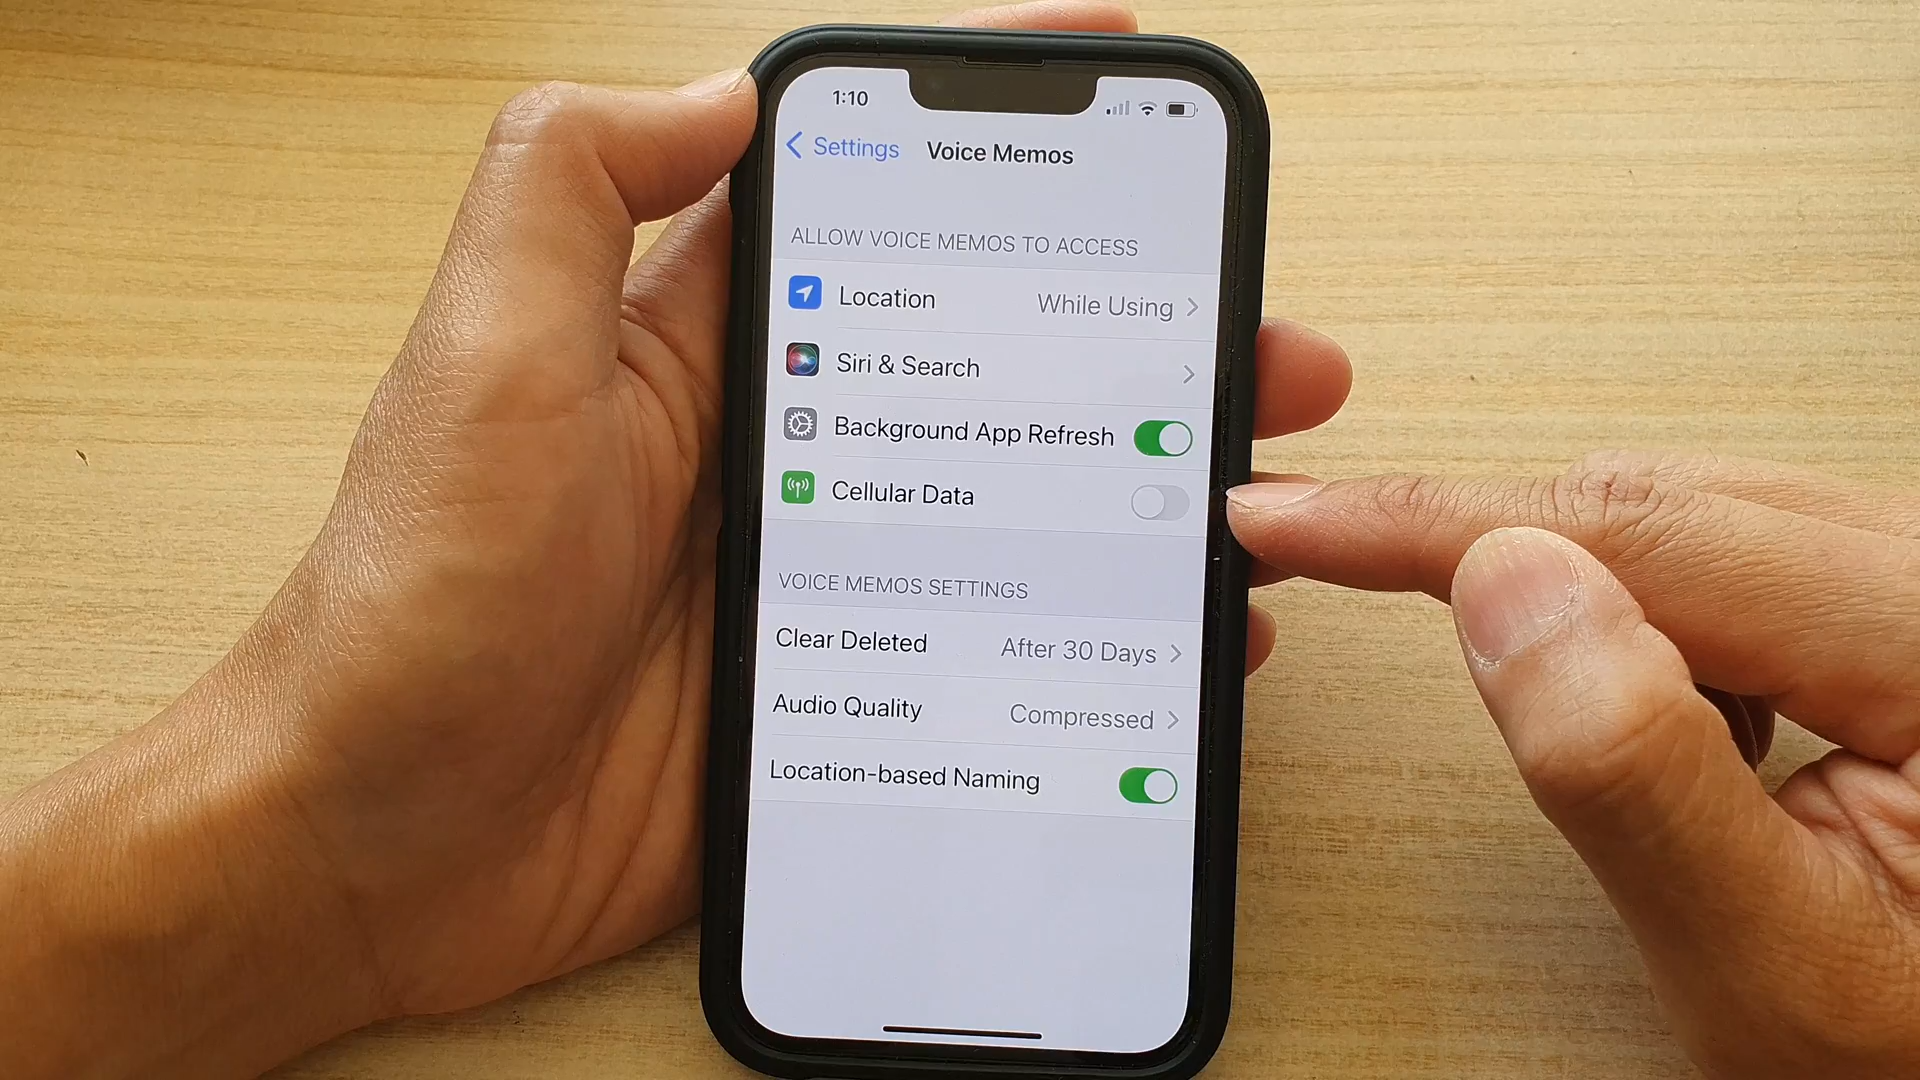 1:10
Settings Voice Memos
ALLOW VOICE MEMOS TO ACCESS
Location While Using
Siri & Search
Background App Refresh
Cellular Data
VOICE MEMOS SETTINGS
Clear Deleted After 30 Days
Audio Quality Compressed
Location-based Naming